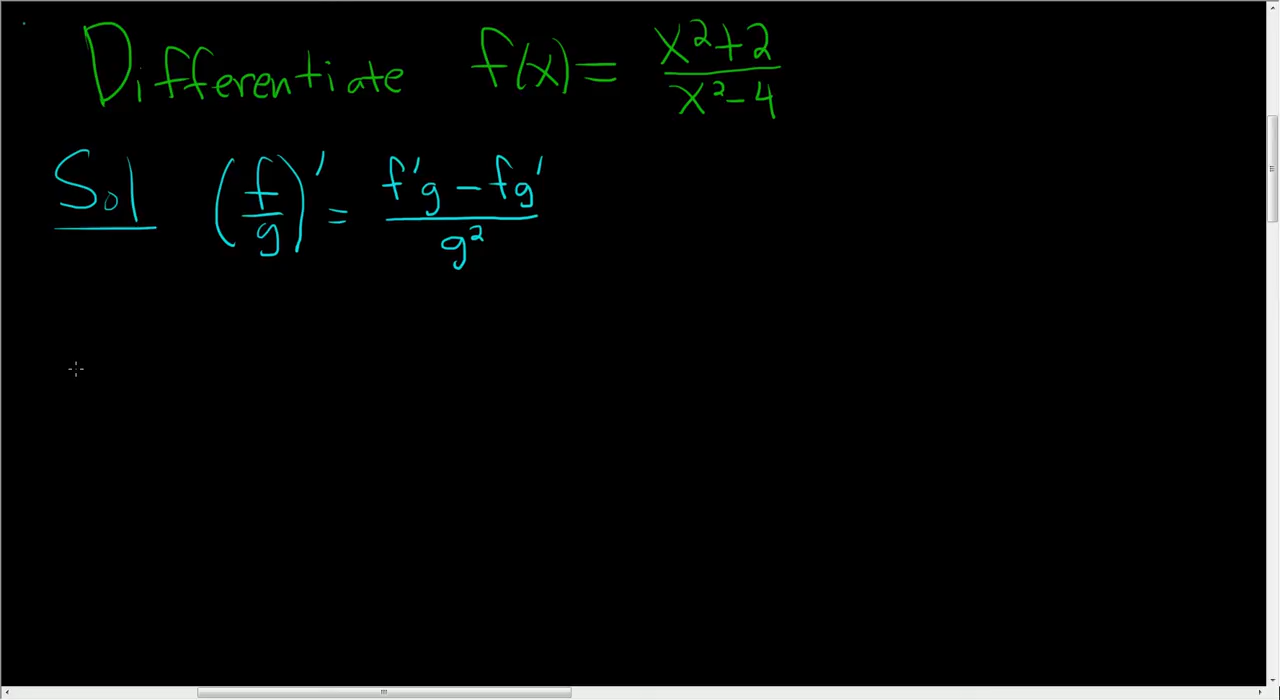 Differentiate f(x) = (x²+2)/(x²-4)
Sol (f/g)' = (f'g - fg')/g²